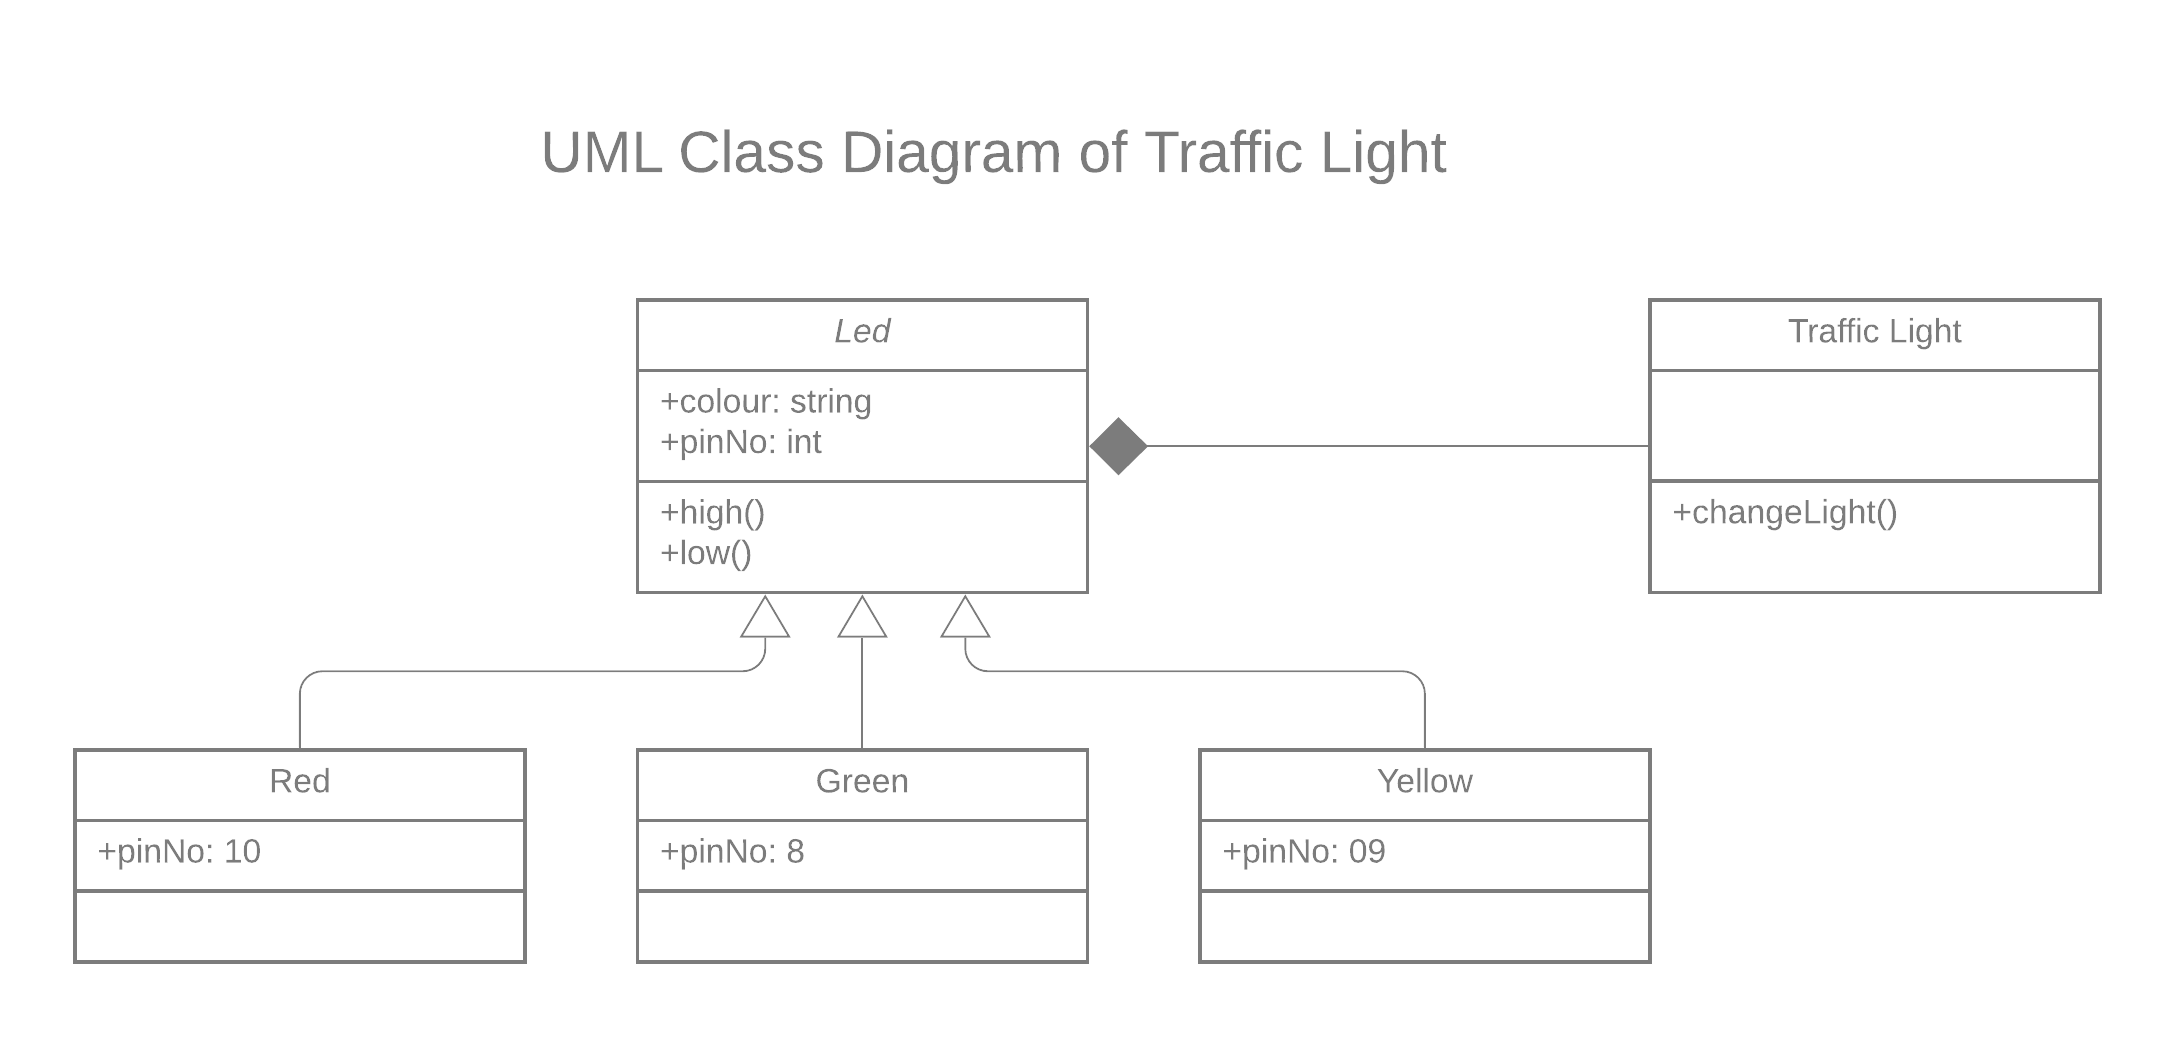 UML Class Diagram of Traffic Light
Led
+colour: string
+pinNo: int
+high()
+low()
Traffic Light
+changeLight()
Red
+pinNo: 10
Green
+pinNo: 8
Yellow
+pinNo: 09